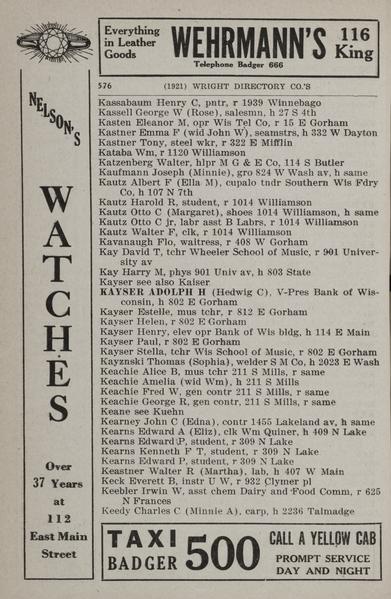 Everything
in Leather
Goods
WEHRMANN'S
Telephone Badger 666
116
King
NELSON'S
WATCHES
Over
37 Years
at
112
East Main
Street
576 (1921) WRIGHT DIRECTORY CO.'S
Kassabaum Henry C, pntr, r 1939 Winnebago
Kassell George W (Rose), salesmn, h 27 S 4th
Kasten Eleanor M, opr Wis Tel Co, r 15 E Gorham
Kastner Emma F (wid John W), seamstrs, h 332 W Dayton
Kastner Tony, steel wkr, r 322 E Mifflin
Kataba Wm, r 1120 Williamson
Katzenberg Walter, hlpr M G & E Co, 114 S Butler
Kaufmann Joseph (Minnie), gro 824 W Wash av, h same
Kautz Albert F (Ella M), cupalo tndr Southern Wis Fdry
Co, h 107 N 7th
Kautz Harold R, student, r 1014 Williamson
Kautz Otto C (Margaret), shoes 1014 Williamson, h same
Kautz Otto C jr, labr asst B Labrs, r 1014 Williamson
Kautz Walter F, clk, r 1014 Williamson
Kavanaugh Flo, waitress, r 408 W Gorham
Kay David T, tchr Wheeler School of Music, r 901 Univer-
sity av
Kay Harry M, phys 901 Univ av, h 803 State
Kayser see also Kaiser
KAYSER ADOLPH H (Hedwig C), V-Pres Bank of Wis-
consin, h 802 E Gorham
Kayser Estelle, mus tchr, r 812 E Gorham
Kayser Helen, r 802 E Gorham
Kayser Henry, elev opr Bank of Wis bldg, h 114 E Main
Kayser Paul, r 802 E Gorham
Kayser Stella, tchr Wis School of Music, r 802 E Gorham
Kayznski Thomas (Sophia), welder S M Co, h 2023 E Wash
Keachie Alice B, mus tchr 211 S Mills, r same
Keachie Amelia (wid Wm), h 211 S Mills
Keachie Fred W, gen contr 211 S Mills, r same
Keachie George R, gen contr, 211 S Mills, r same
Keane see Kuehn
Kearney John C (Edna), contr 1455 Lakeland av, h same
Kearns Edward A (Eliz), clk Wm Quiner, h 409 N Lake
Kearns Edward P, student, r 309 N Lake
Kearns Kenneth F T, student, r 309 N Lake
Kearns Edward P, student, r 309 N Lake
Keastner Walter R (Martha), lab, h 407 W Main
Keck Everett B, instr U W, r 932 Clymer pl
Keebler Irwin W, asst chem Dairy and Food Comm, r 625
N Frances
Keedy Charles C (Minnie A), carp, h 2236 Talmadge
TAXI
BADGER
500
CALL A YELLOW CAB
PROMPT SERVICE
DAY AND NIGHT